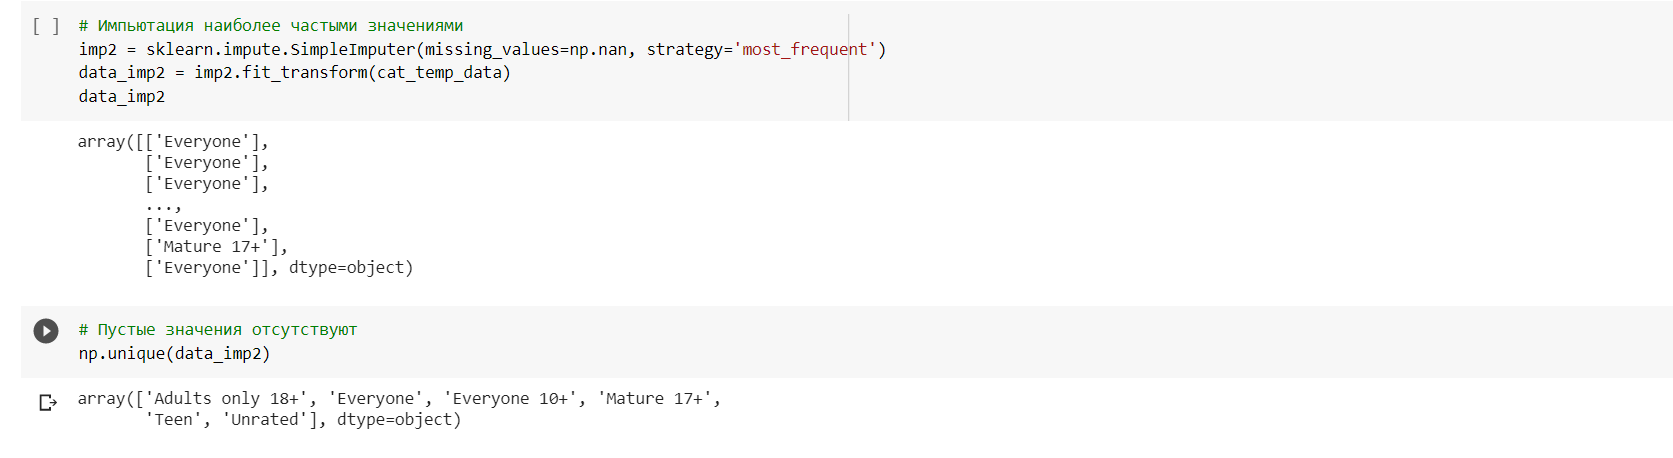 [ ] # Импьютация наиболее частыми значениями
imp2 = sklearn.impute.SimpleImputer(missing_values=np.nan, strategy='most_frequent')
data_imp2 = imp2.fit_transform(cat_temp_data)
data_imp2
array([['Everyone'],
['Everyone'],
['Everyone'],
...,
['Everyone'],
['Mature 17+'],
['Everyone']], dtype=object)
# Пустые значения отсутствуют
np.unique(data_imp2)
array(['Adults only 18+', 'Everyone', 'Everyone 10+', 'Mature 17+',
'Teen', 'Unrated'], dtype=object)